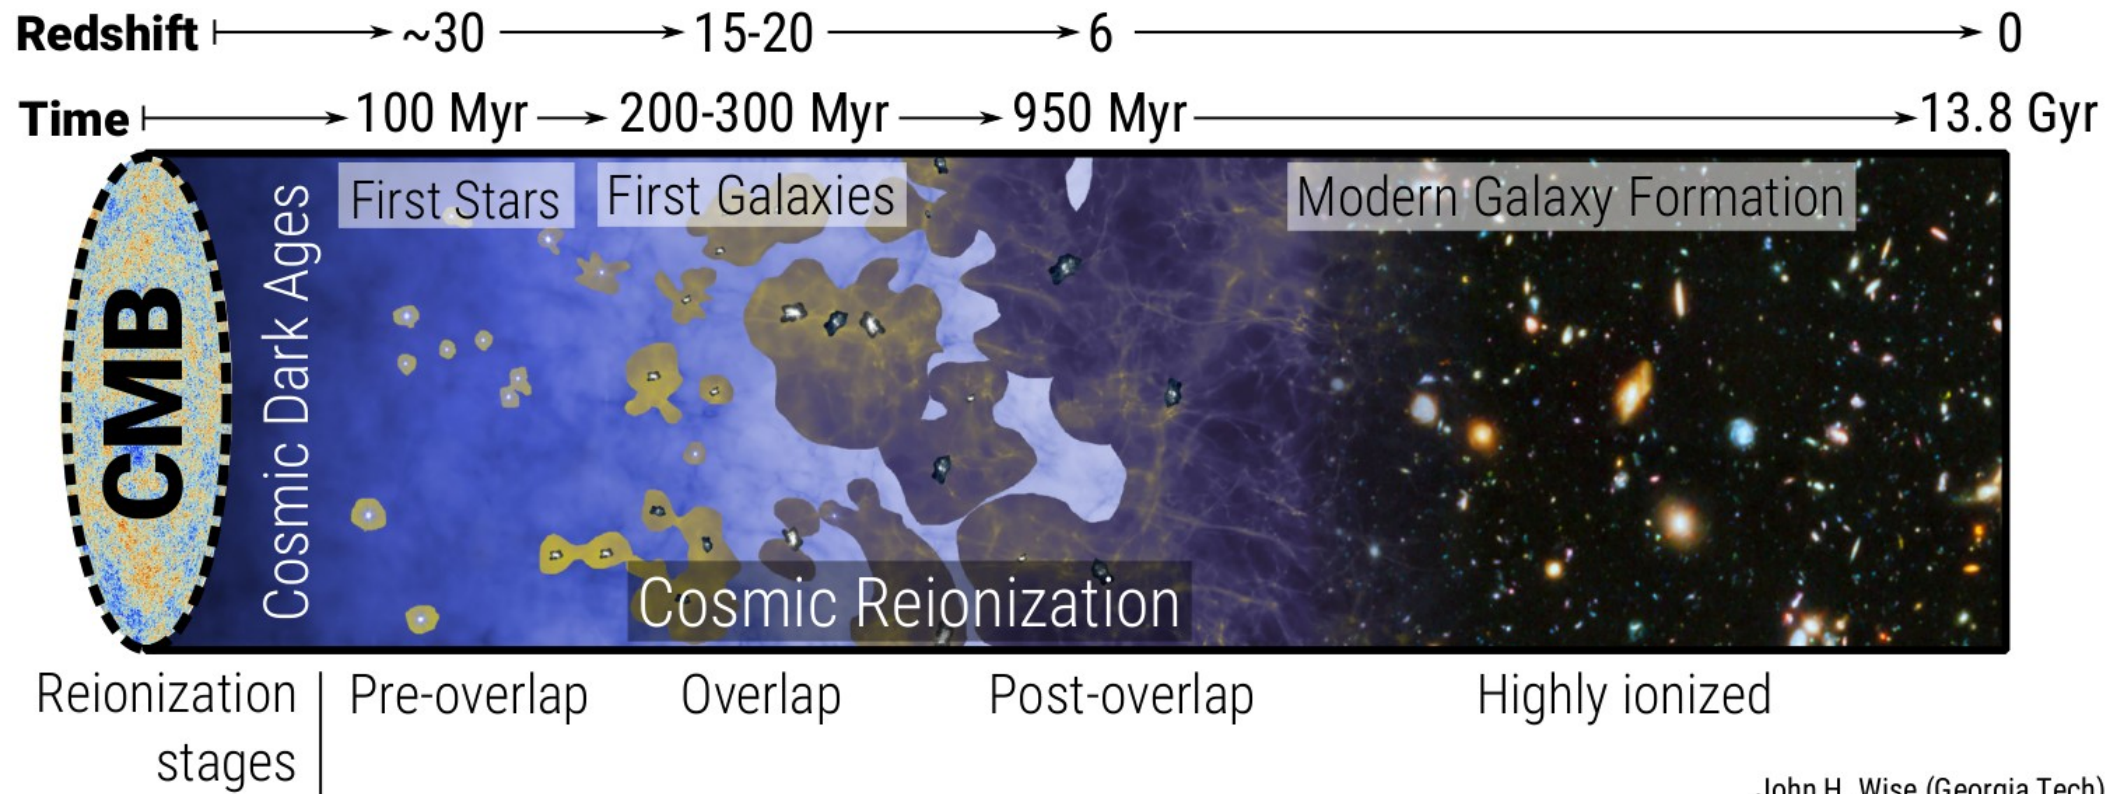 Redshift ~30 15-20 6 0
Time 100 Myr 200-300 Myr 950 Myr 13.8 Gyr
CMB
Cosmic Dark Ages
First Stars
First Galaxies
Modern Galaxy Formation
Cosmic Reionization
Reionization stages
Pre-overlap
Overlap
Post-overlap
Highly ionized
John H. Wise (Georgia Tech)